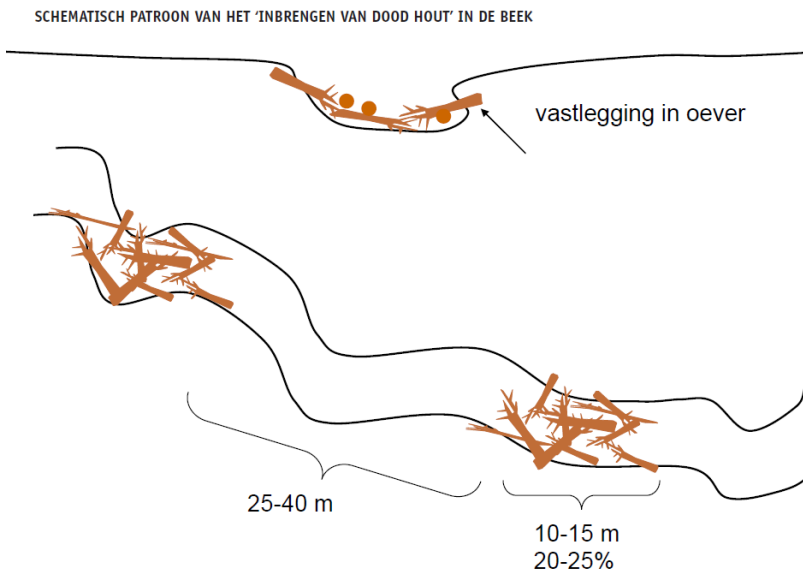 SCHEMATISCH PATROON VAN HET ‘INBRENGEN VAN DOOD HOUT’ IN DE BEEK
vastlegging in oever
25-40 m
10-15 m
20-25%